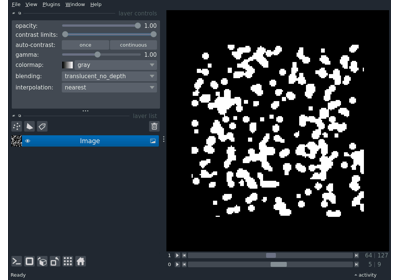 File View Plugins Window Help
layer controls
opacity: 1.00
contrast limits:
auto-contrast: once continuous
gamma: 1.00
colormap: gray
blending: translucent_no_depth
interpolation: nearest
layer list
Image
1 64 127
0 5 9
Ready activity